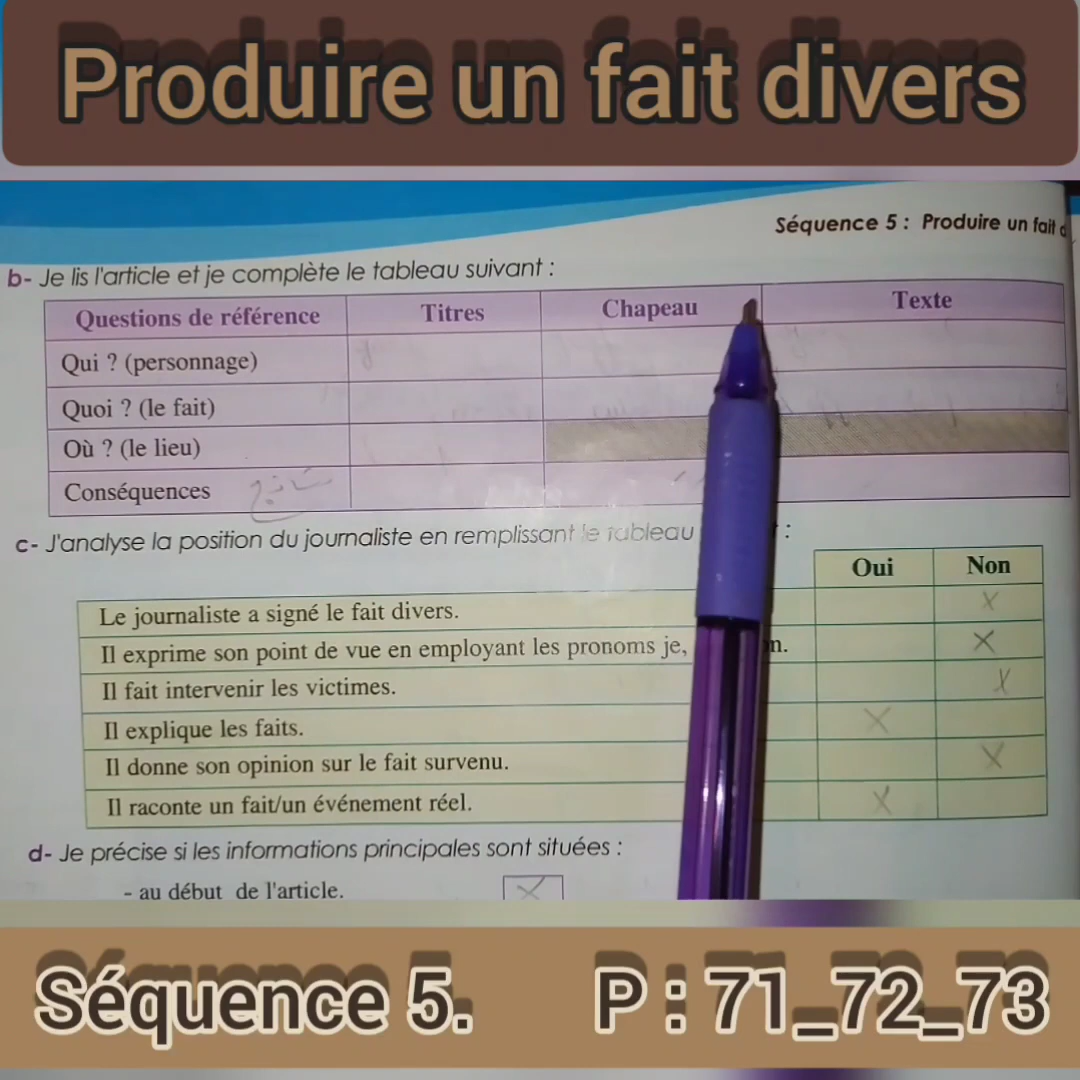 Produire un fait divers
Séquence 5 : Produire un fait
b- Je lis l'article et je complète le tableau suivant :
Questions de référence Titres Chapeau Texte
Qui ? (personnage)
Quoi ? (le fait)
Où ? (le lieu)
Conséquences
c- J'analyse la position du journaliste en remplissant le tableau :
Oui Non
Le journaliste a signé le fait divers. X
Il exprime son point de vue en employant les pronoms je, X
Il fait intervenir les victimes. X
Il explique les faits. X
Il donne son opinion sur le fait survenu. X
Il raconte un fait/un événement réel. X
d- Je précise si les informations principales sont situées :
- au début de l'article. X
Séquence 5. P : 71_72_73